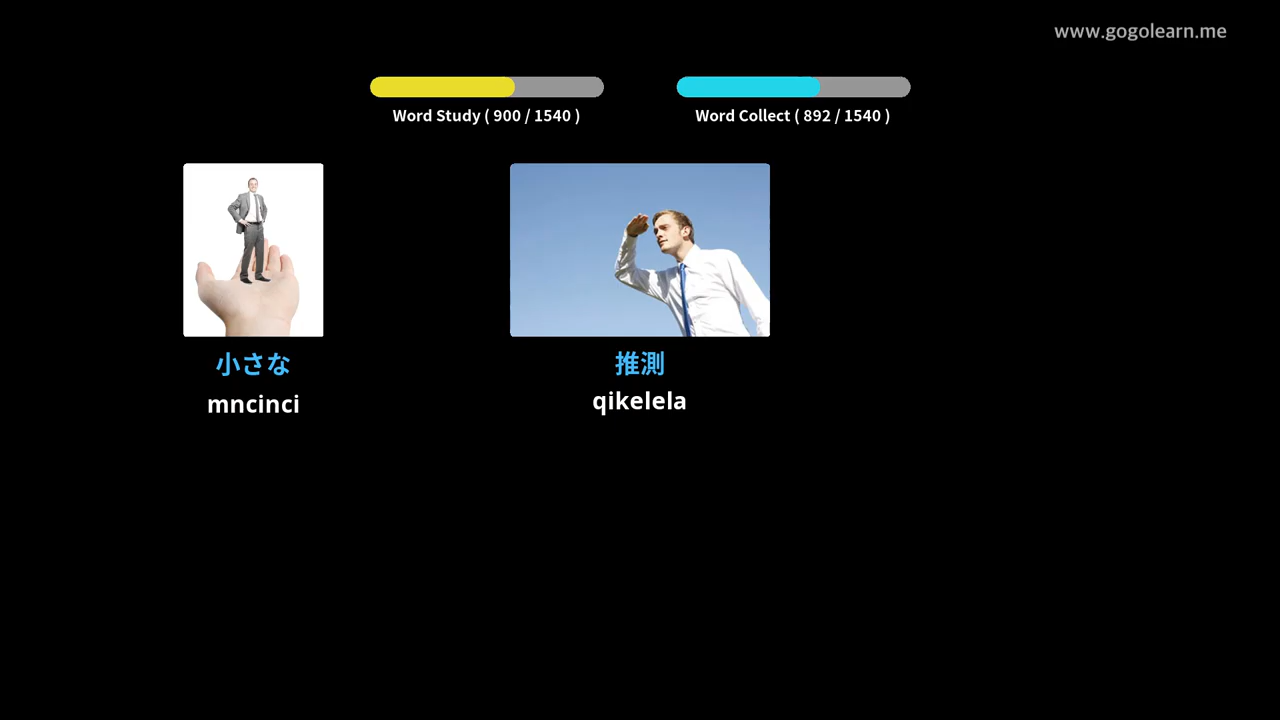 www.gogolearn.me
Word Study ( 900 / 1540 )
Word Collect ( 892 / 1540 )
小さな
mncinci
推測
qikelela